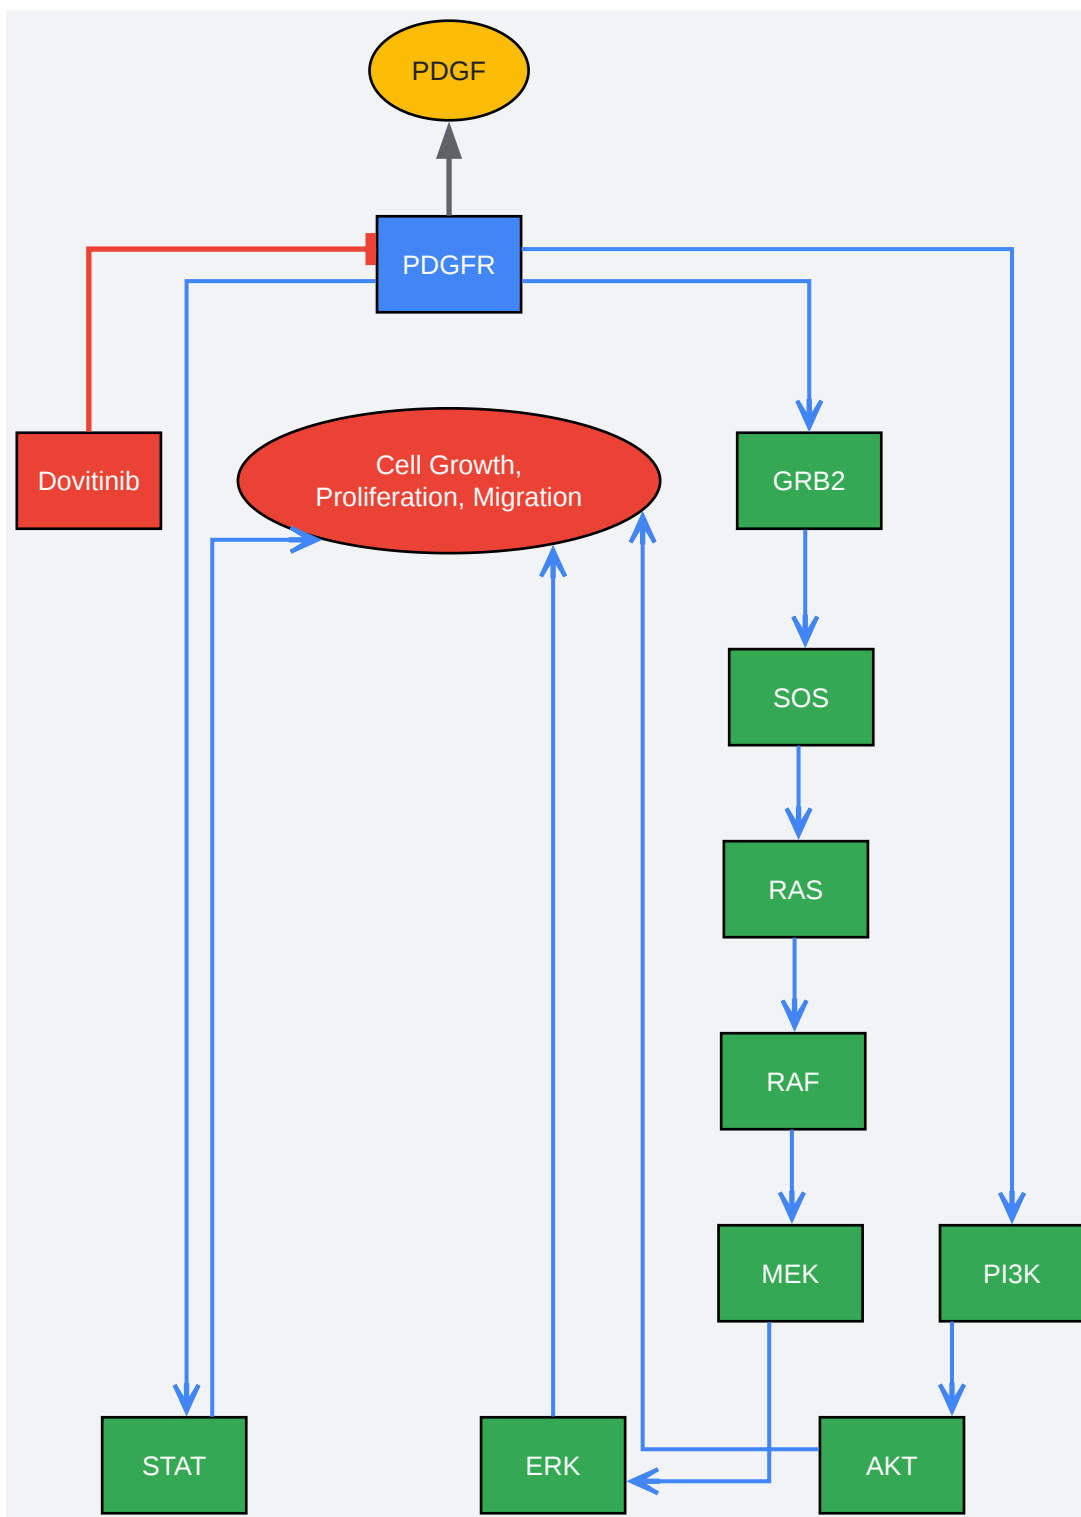 PDGF
PDGFR
Dovitinib
Cell Growth,
Proliferation, Migration
GRB2
SOS
RAS
RAF
MEK
PI3K
STAT
ERK
AKT